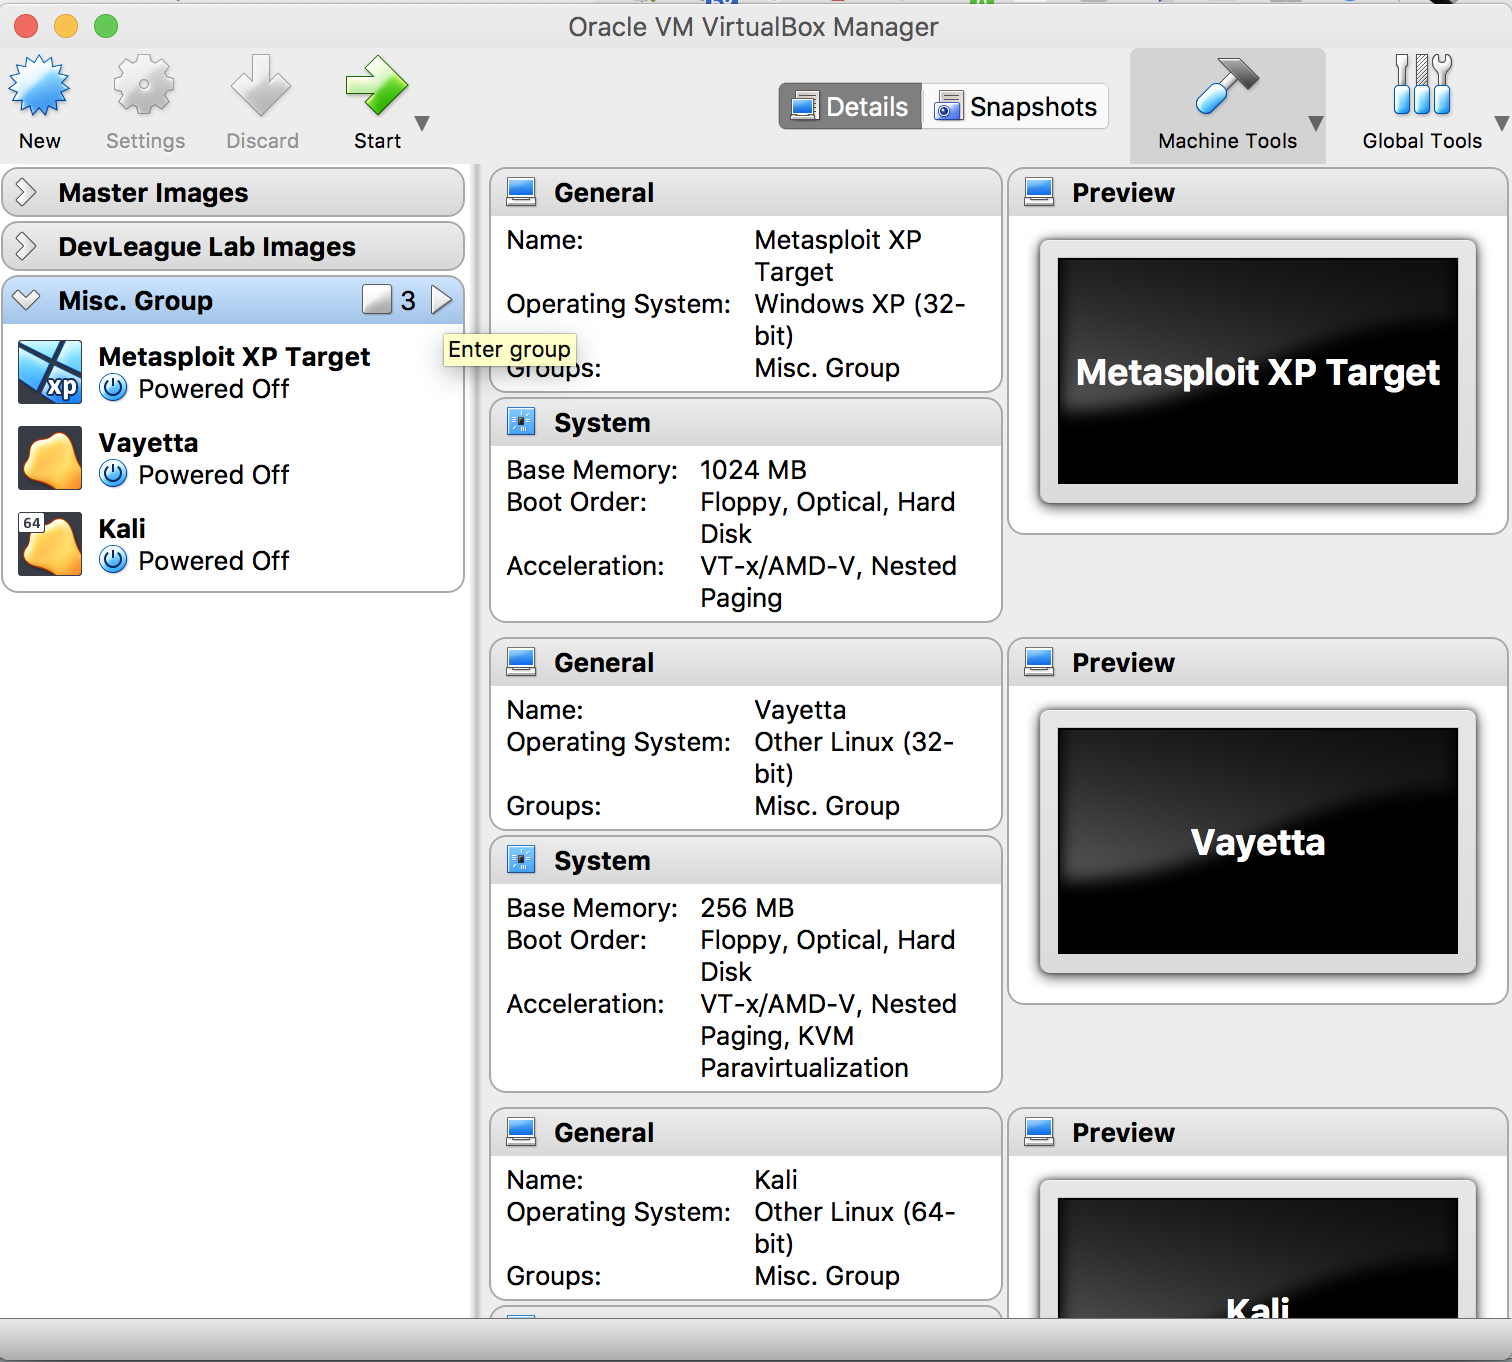 Oracle VM VirtualBox Manager
New
Settings
Discard
Start
Details
Snapshots
Machine Tools
Global Tools
Master Images
DevLeague Lab Images
Misc. Group 3
Enter group
Metasploit XP Target
Powered Off
xp
Vayetta
Powered Off
64
Kali
Powered Off
General
Name: Metasploit XP
Target
Operating System: Windows XP (32-
bit)
Groups: Misc. Group
System
Base Memory: 1024 MB
Boot Order: Floppy, Optical, Hard
Disk
Acceleration: VT-x/AMD-V, Nested
Paging
Preview
Metasploit XP Target
General
Name: Vayetta
Operating System: Other Linux (32-
bit)
Groups: Misc. Group
System
Base Memory: 256 MB
Boot Order: Floppy, Optical, Hard
Disk
Acceleration: VT-x/AMD-V, Nested
Paging, KVM
Paravirtualization
Preview
Vayetta
General
Name: Kali
Operating System: Other Linux (64-
bit)
Groups: Misc. Group
Preview
Kali